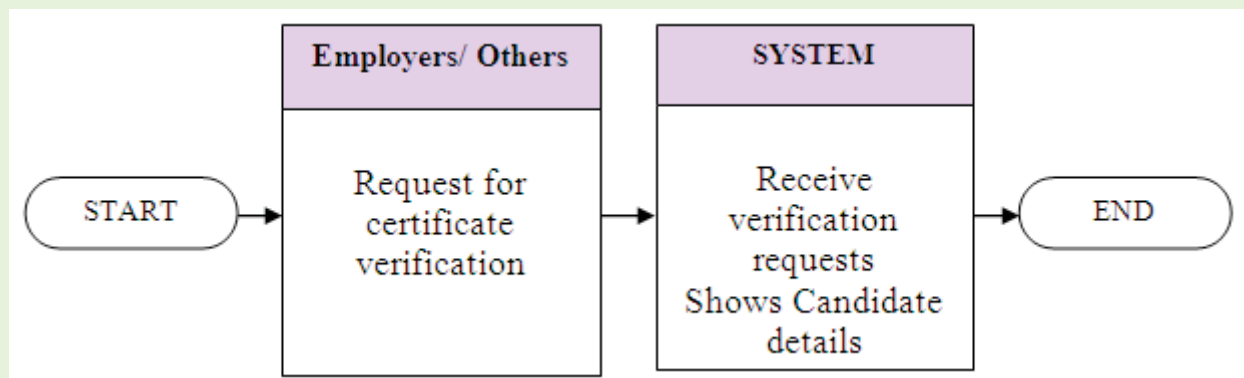 START
Employers/ Others
Request for
certificate
verification
SYSTEM
Receive
verification
requests
Shows Candidate
details
END